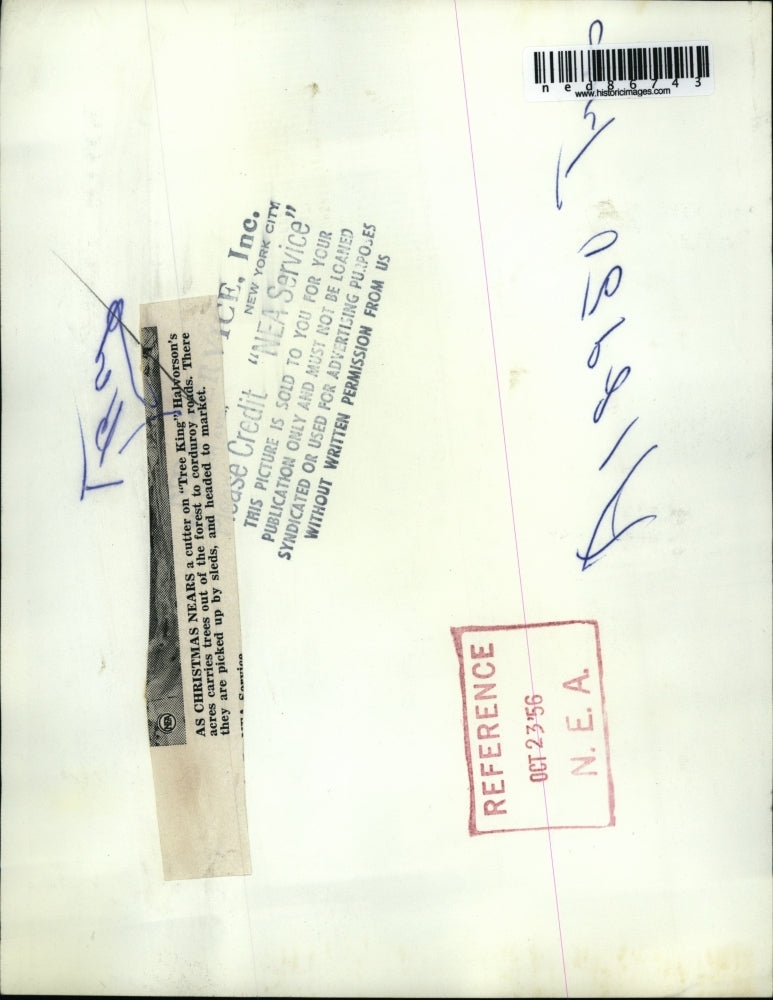 ned86743
www.historicimages.com
NEA
AS CHRISTMAS NEARS a cutter on "Tree King" Halvorson's
acres carries trees out of the forest to corduroy roads. There
they are picked up by sleds, and headed to market.
ICE, Inc.
NEW YORK CITY
Credit "NEA Service"
THIS PICTURE IS SOLD TO YOU FOR YOUR
PUBLICATION ONLY AND MUST NOT BE LOANED
SYNDICATED OR USED FOR ADVERTISING PURPOSES
WITHOUT WRITTEN PERMISSION FROM US
REFERENCE
OCT 23 '56
N. E. A.